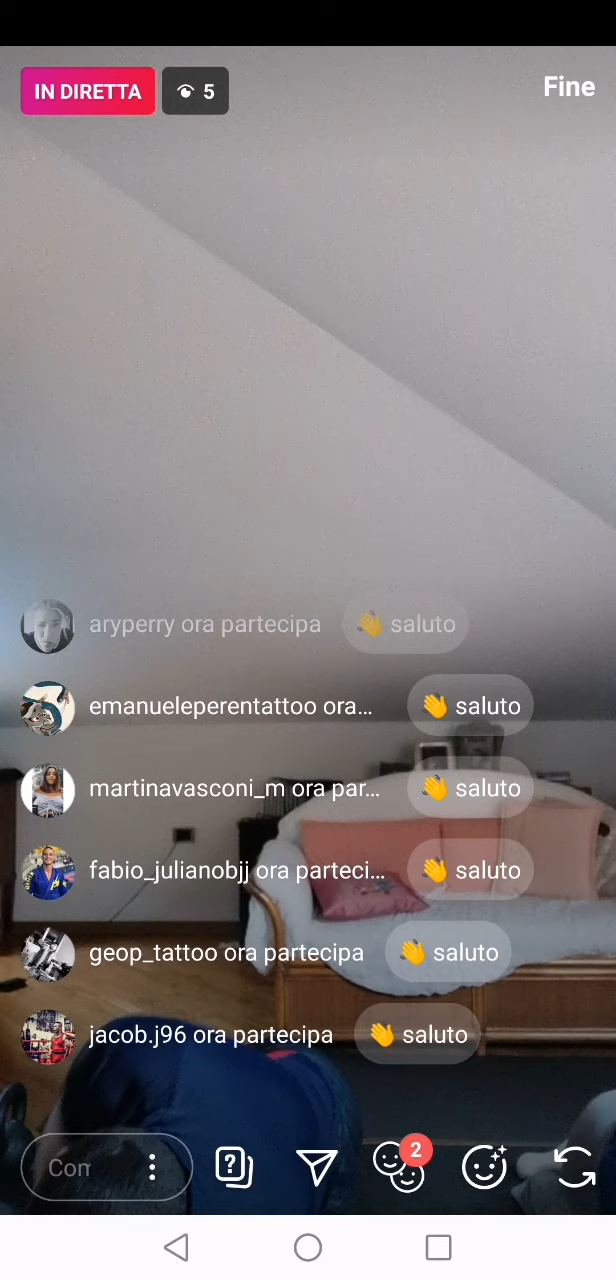 IN DIRETTA 5 Fine
aryperry ora partecipa 👋 saluto
emanueleperentattoo ora... 👋 saluto
martinavasconi_m ora par... 👋 saluto
fabio_julianobjj ora parteci... 👋 saluto
geop_tattoo ora partecipa 👋 saluto
jacob.j96 ora partecipa 👋 saluto
Com ? 2